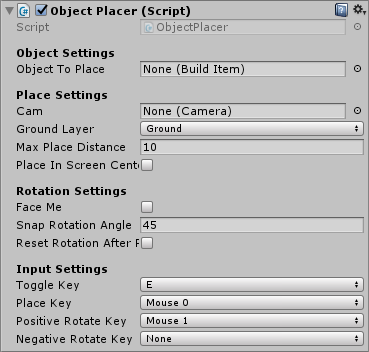 Object Placer (Script)
Script ObjectPlacer
Object Settings
Object To Place None (Build Item)
Place Settings
Cam None (Camera)
Ground Layer Ground
Max Place Distance 10
Place In Screen Cent
Rotation Settings
Face Me
Snap Rotation Angle 45
Reset Rotation After
Input Settings
Toggle Key E
Place Key Mouse 0
Positive Rotate Key Mouse 1
Negative Rotate Key None